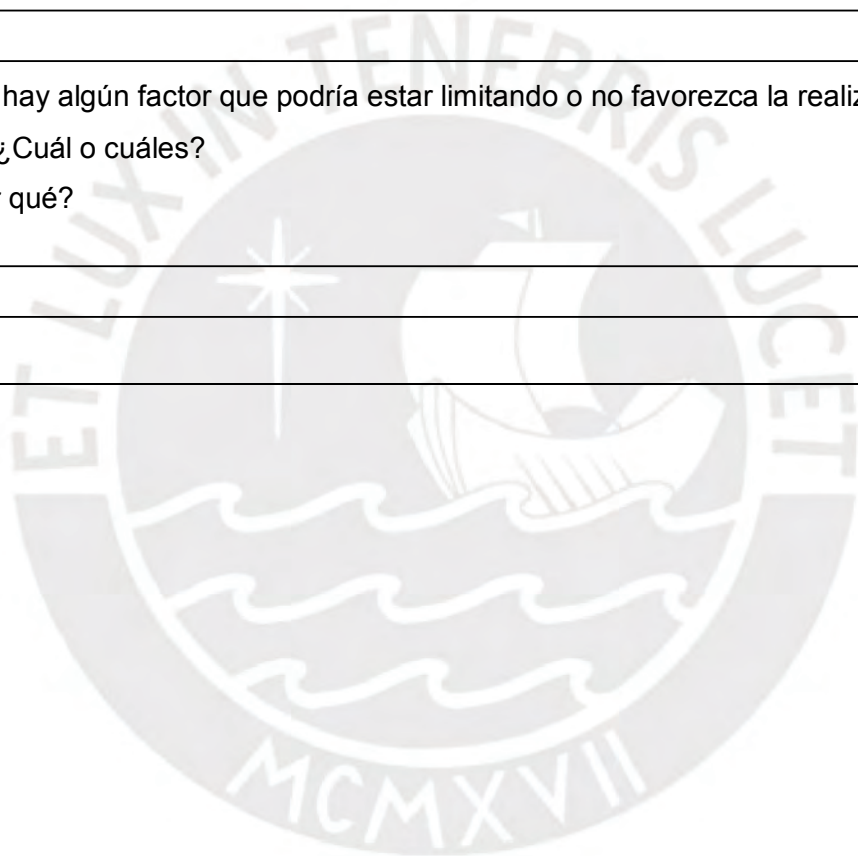 ET LUX IN TENEBRIS LUCET
hay algún factor que podría estar limitando o no favorezca la
¿Cuál o cuáles?
qué?
MCMXVII